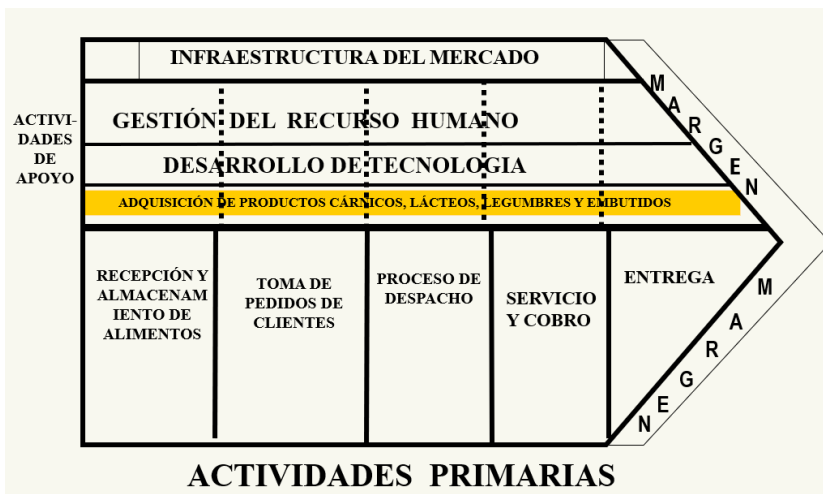 INFRAESTRUCTURA DEL MERCADO
ACTIVI-
DADES
DE
APOYO
GESTIÓN DEL RECURSO HUMANO
DESARROLLO DE TECNOLOGIA
ADQUISICIÓN DE PRODUCTOS CÁRNICOS, LÁCTEOS, LEGUMBRES Y EMBUTIDOS
MARGEN
RECEPCIÓN Y
ALMACENAM
IENTO DE
ALIMENTOS
TOMA DE
PEDIDOS DE
CLIENTES
PROCESO DE
DESPACHO
SERVICIO
Y COBRO
ENTREGA
MARGEN
ACTIVIDADES PRIMARIAS